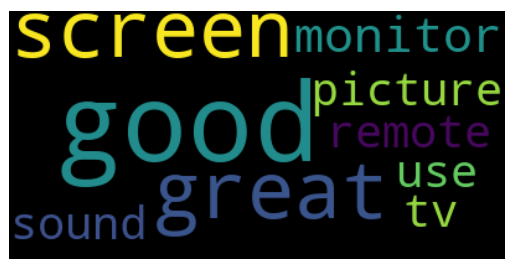 screen monitor
picture
good remote
great use
sound tv